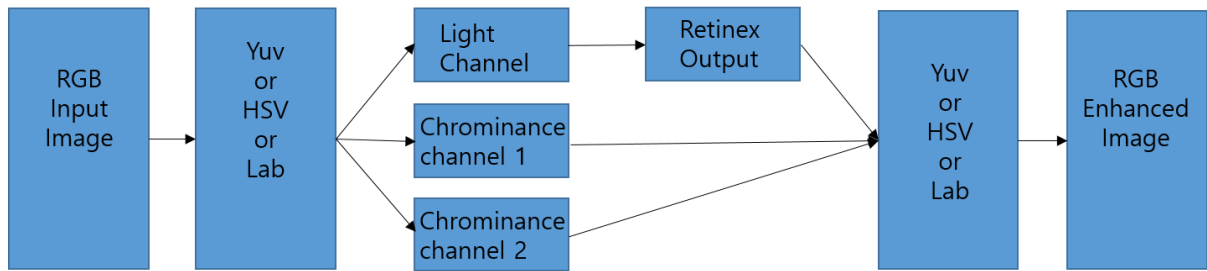 RGB
Input
Image
Yuv
or
HSV
or
Lab
Light
Channel
Chrominance
channel 1
Chrominance
channel 2
Retinex
Output
Yuv
or
HSV
or
Lab
RGB
Enhanced
Image